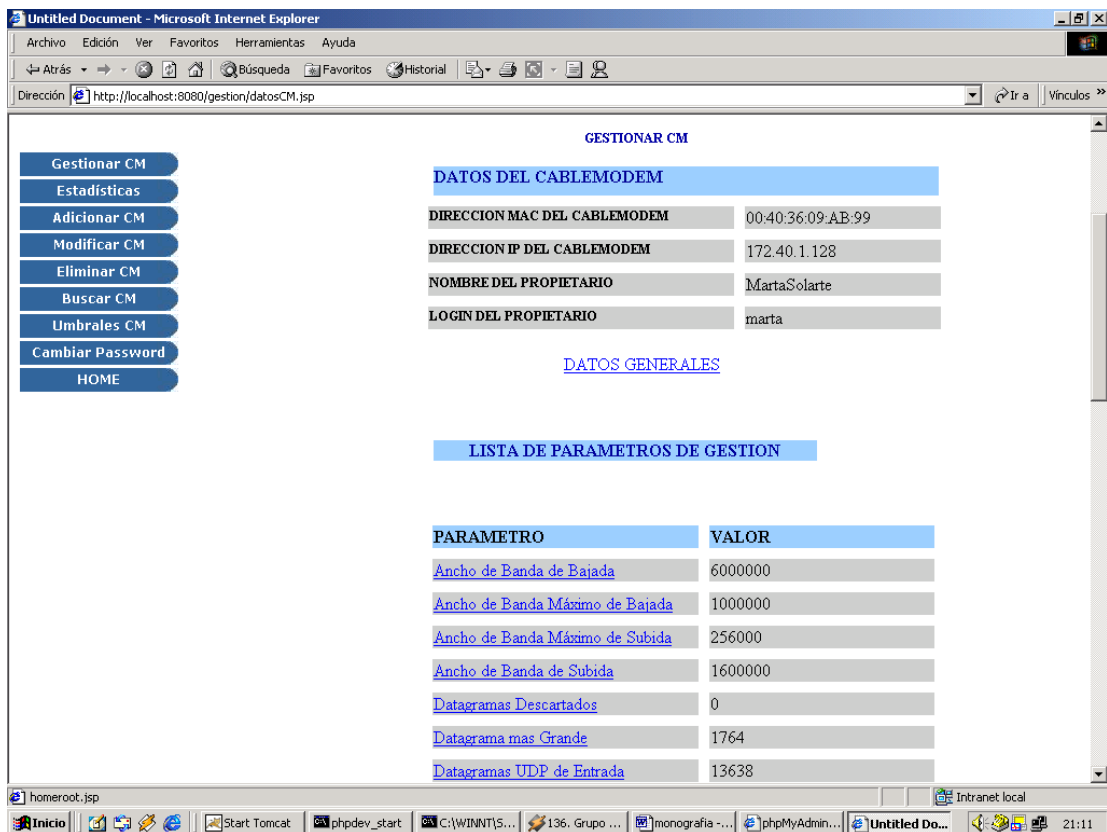 Untitled Document - Microsoft Internet Explorer
Archivo Edición Ver Favoritos Herramientas Ayuda
Atrás Búsqueda Favoritos Historial
Dirección http://localhost:8080/gestion/datosCM.jsp Ir a Vínculos »
GESTIONAR CM
Gestionar CM
Estadísticas
Adicionar CM
Modificar CM
Eliminar CM
Buscar CM
Umbrales CM
Cambiar Password
HOME
DATOS DEL CABLEMODEM
DIRECCION MAC DEL CABLEMODEM 00:40:36:09:AB:99
DIRECCION IP DEL CABLEMODEM 172.40.1.128
NOMBRE DEL PROPIETARIO MartaSolarte
LOGIN DEL PROPIETARIO marta
DATOS GENERALES
LISTA DE PARAMETROS DE GESTION
PARAMETRO VALOR
Ancho de Banda de Bajada 6000000
Ancho de Banda Máximo de Bajada 1000000
Ancho de Banda Máximo de Subida 256000
Ancho de Banda de Subida 1600000
Datagramas Descartados 0
Datagrama mas Grande 1764
Datagramas UDP de Entrada 13638
homeroot.jsp Intranet local
Inicio Start Tomcat phpdev_start C:\WINNT\S... 136. Grupo ... monografia -... phpMyAdmin... Untitled Do... 21:11